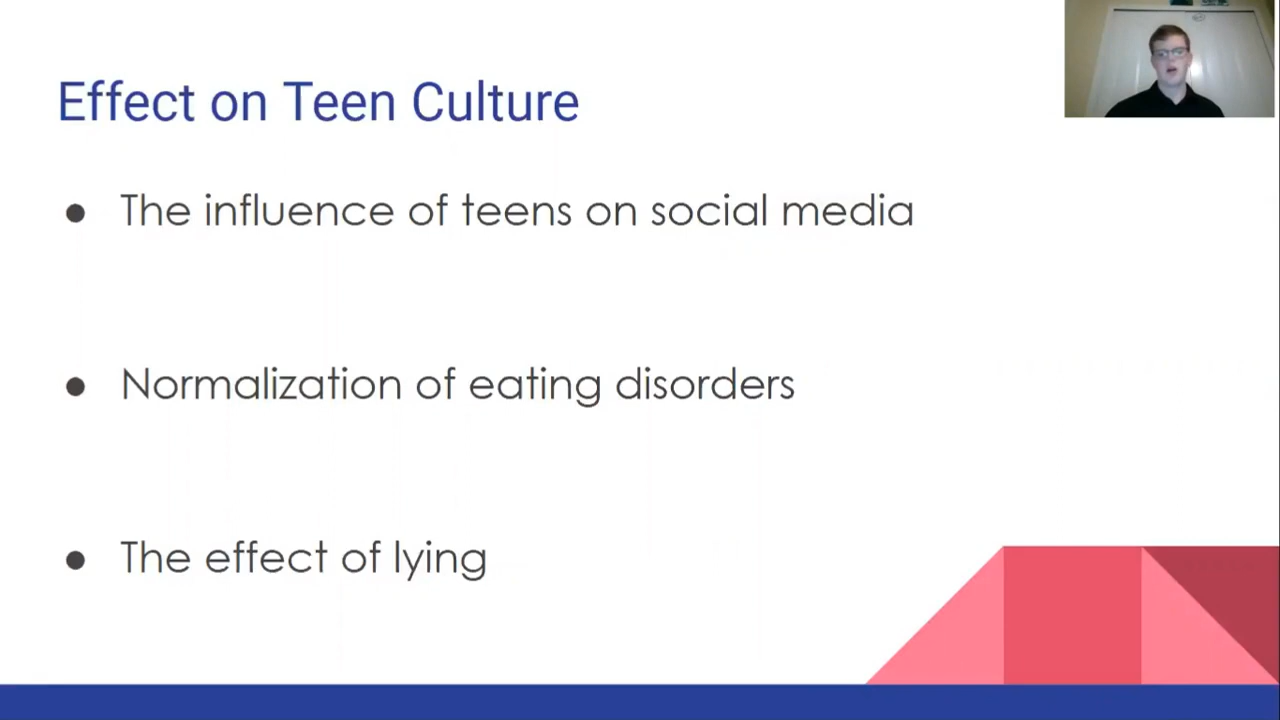 Effect on Teen Culture
● The influence of teens on social media
● Normalization of eating disorders
● The effect of lying